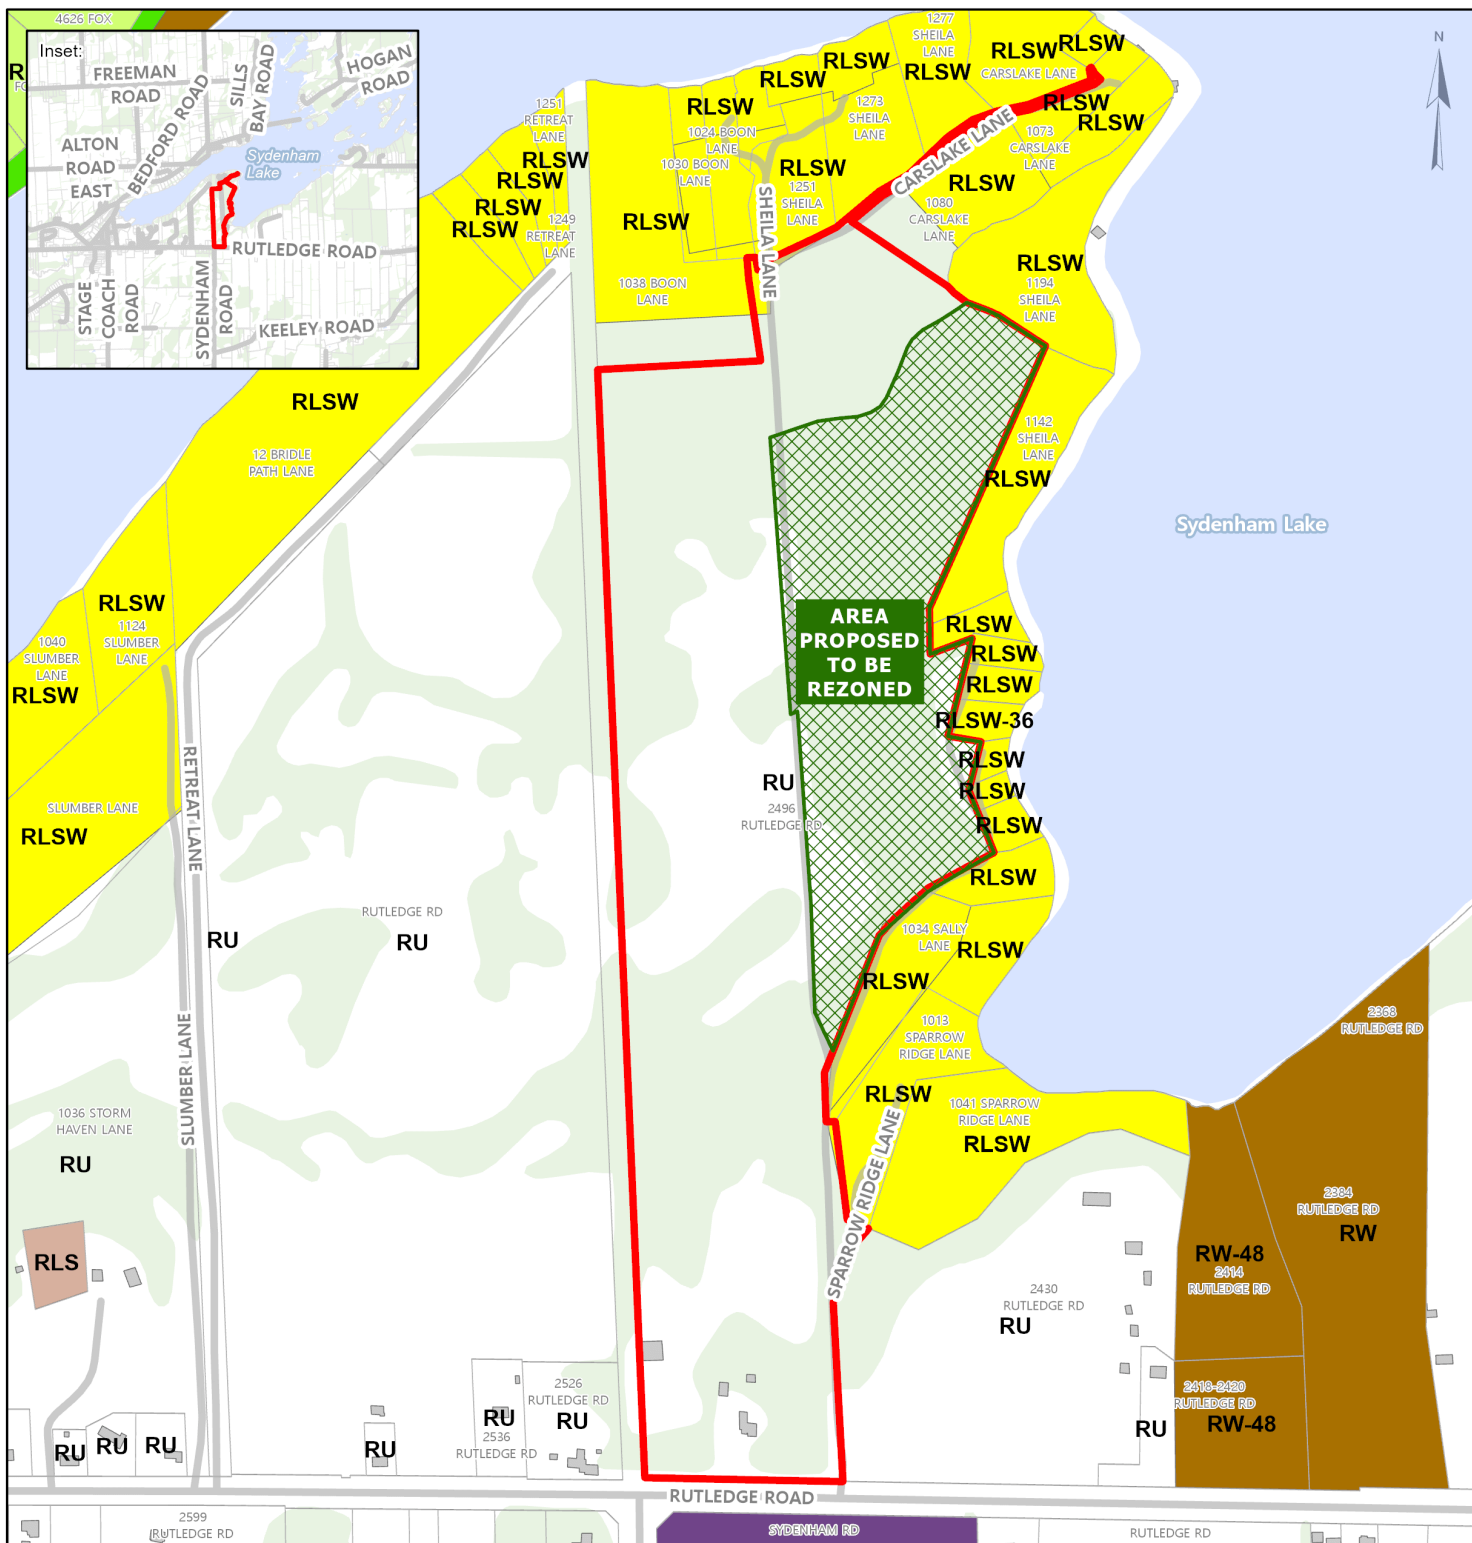 4626 FOX
Inset:
FREEMAN
ROAD
BEDFORD ROAD
SILLS
BAY ROAD
HOGAN
ROAD
ALTON
ROAD
EAST
Sydenham
Lake
RUTLEDGE ROAD
STAGE
COACH
ROAD
SYDENHAM
ROAD
KEELEY ROAD
N
1277
SHEILA
LANE
RLSW
RLSW
CARSLAKE LANE
RLSW
RLSW
RLSW
RLSW
1273
SHEILA
LANE
RLSW
RLSW
1073
CARSLAKE
LANE
RLSW
1024 BOON
LANE
1030 BOON
LANE
RLSW
1251
SHEILA
LANE
CARSLAKE LANE
RLSW
1080
CARSLAKE
LANE
1251
RETREAT
LANE
RLSW
RLSW
RLSW
RLSW
1249
RETREAT
LANE
RLSW
SHEILA LANE
1038 BOON
LANE
RLSW
1194
SHEILA
LANE
RLSW
12 BRIDLE
PATH LANE
1142
SHEILA
LANE
RLSW
Sydenham Lake
RLSW
1124
SLUMBER
LANE
1040
SLUMBER
LANE
RLSW
AREA
PROPOSED
TO BE
REZONED
RLSW
RLSW
RLSW
RLSW-36
RLSW
RLSW
RLSW
RLSW
RU
2496
RUTLEDGE RD
SLUMBER LANE
RLSW
RETREAT LANE
RU
RUTLEDGE RD
RU
1034 SALLY
LANE
RLSW
RLSW
1013
SPARROW
RIDGE LANE
RLSW
1041 SPARROW
RIDGE LANE
RLSW
SPARROW RIDGE LANE
2368
RUTLEDGE RD
SLUMBER LANE
1036 STORM
HAVEN LANE
RU
RLS
2384
RUTLEDGE RD
RW
RW-48
2414
RUTLEDGE RD
2430
RUTLEDGE RD
RU
2418-2420
RUTLEDGE RD
RW-48
RU
2526
RUTLEDGE RD
RU
RU
2536
RUTLEDGE RD
RU
RU
RU
RU
RUTLEDGE ROAD
2599
RUTLEDGE RD
SYDENHAM RD
RUTLEDGE RD